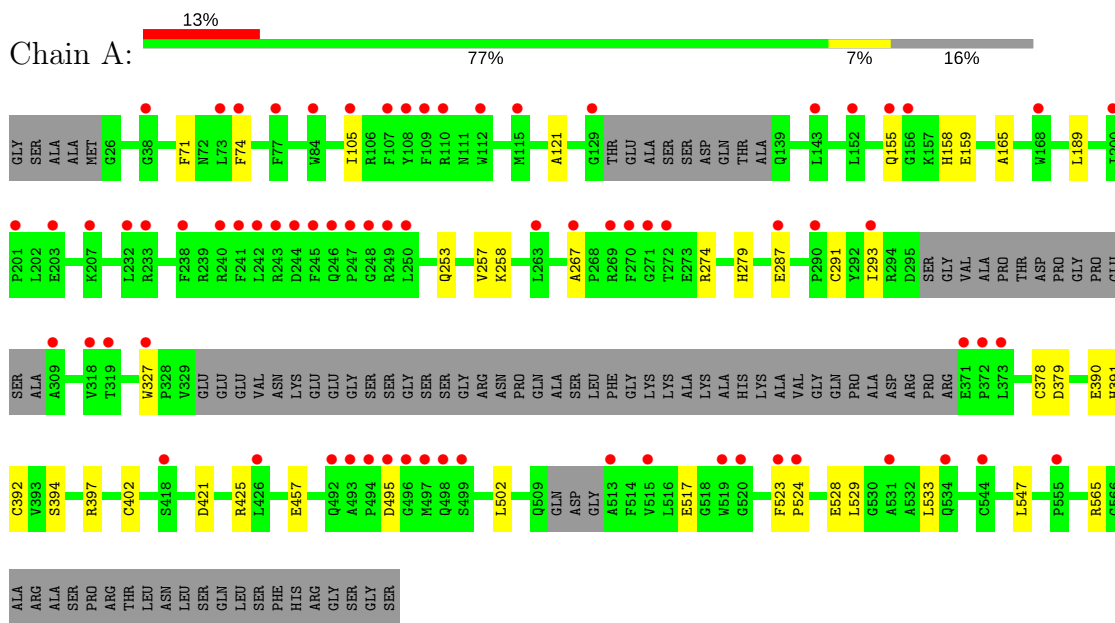 13%
Chain A:
77% 7% 16%
GLY SER ALA ALA MET G26 G38 F71 N72 L73 F74 F77 W84 I105 R106 F107 Y108 F109 R110 N111 W112 M115 A121 G129 THR GLU ALA SER SER ASP GLN THR ALA Q139 L143 L152 Q155 G156 K157 H158 E159 A165 W168 L189 I200
P201 L202 E203 K207 L232 R233 F238 R239 R240 F241 L242 R243 D244 F245 Q246 P247 G248 R249 L250 Q253 V257 K258 L263 A267 P268 R269 F270 G271 T272 E273 R274 H279 E287 P290 C291 Y292 I293 R294 D295 SER GLY VAL ALA PRO THR ASP PRO GLY PRO GLU
SER ALA A309 V318 T319 W327 P328 V329 GLU GLU GLU VAL ASN LYS GLU GLU GLY SER SER GLY SER SER GLY ARG ASN PRO GLN ALA SER LEU PHE GLY LYS LYS ALA LYS ALA HIS LYS ALA VAL GLY GLN PRO ALA ASP ARG PRO ARG E371 P372 L373 C378 D379 E390 H391
C392 V393 S394 R397 C402 S418 D421 R425 L426 E457 Q492 A493 P494 D495 G496 M497 Q498 S499 L502 Q509 GLN ASP GLY A513 F514 V515 L516 E517 G518 W519 G520 F523 P524 E528 L529 G530 A531 A532 L533 Q534 C544 L547 P555 R565 G566
ALA ARG ALA SER PRO ARG THR LEU ASN LEU SER GLN LEU SER PHE HIS ARG GLY SER GLY SER